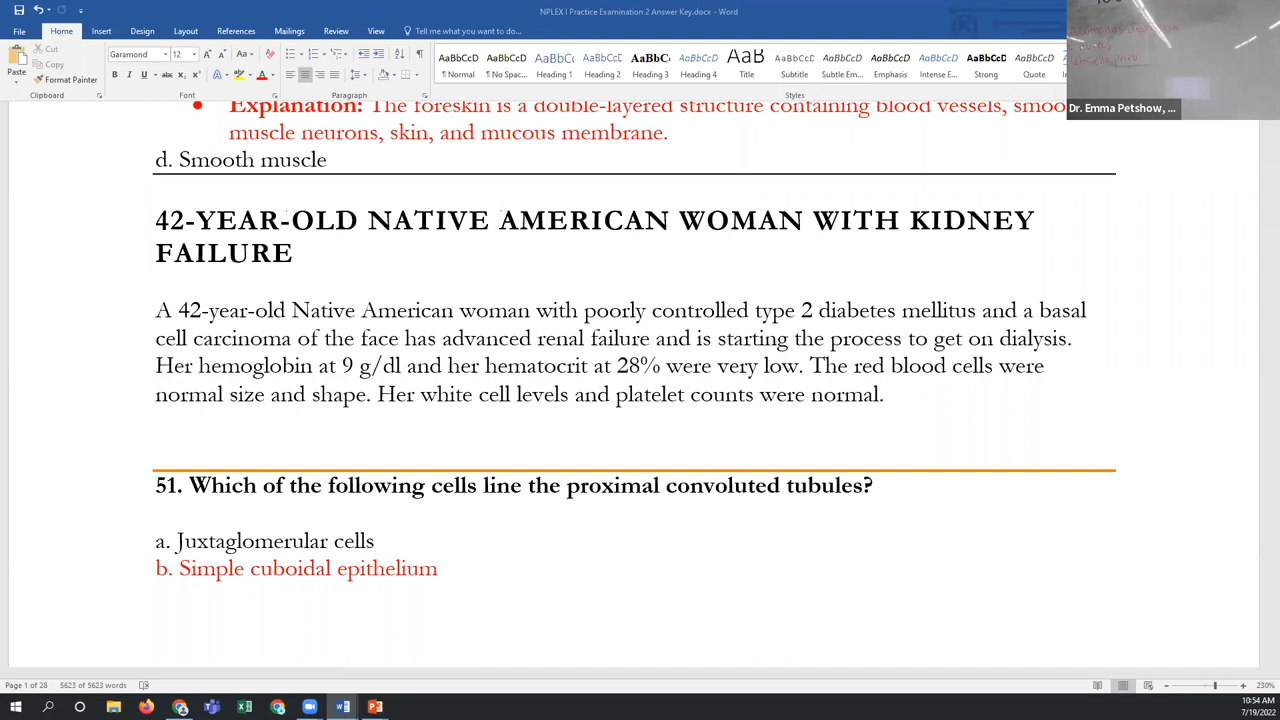 NPLEX I Practice Examination 2 Answer Key.docx - Word
File Home Insert Design Layout References Mailings Review View Tell me what you want to do...
Cut
Copy
Paste Format Painter
Garamond 12
AaBbCcD AaBbCcD AaBbCc AaBbCcD AaBbC AaBbCcD AaB AaBbCcD AaBbCcD AaBbCcD AaBbCcD AaBbCcD AaBbCcD
¶ Normal ¶ No Spac... Heading 1 Heading 2 Heading 3 Heading 4 Title Subtitle Subtle Em... Emphasis Intense E... Strong Quote
Clipboard Font Paragraph Styles
Dr. Emma Petshow, ...
Explanation: The foreskin is a double-layered structure containing blood vessels, smoo
muscle neurons, skin, and mucous membrane.
d. Smooth muscle
42-YEAR-OLD NATIVE AMERICAN WOMAN WITH KIDNEY
FAILURE
A 42-year-old Native American woman with poorly controlled type 2 diabetes mellitus and a basal
cell carcinoma of the face has advanced renal failure and is starting the process to get on dialysis.
Her hemoglobin at 9 g/dl and her hematocrit at 28% were very low. The red blood cells were
normal size and shape. Her white cell levels and platelet counts were normal.
51. Which of the following cells line the proximal convoluted tubules?
a. Juxtaglomerular cells
b. Simple cuboidal epithelium
Page 1 of 28 5623 of 5623 words
230%
10:54 AM
7/19/2022